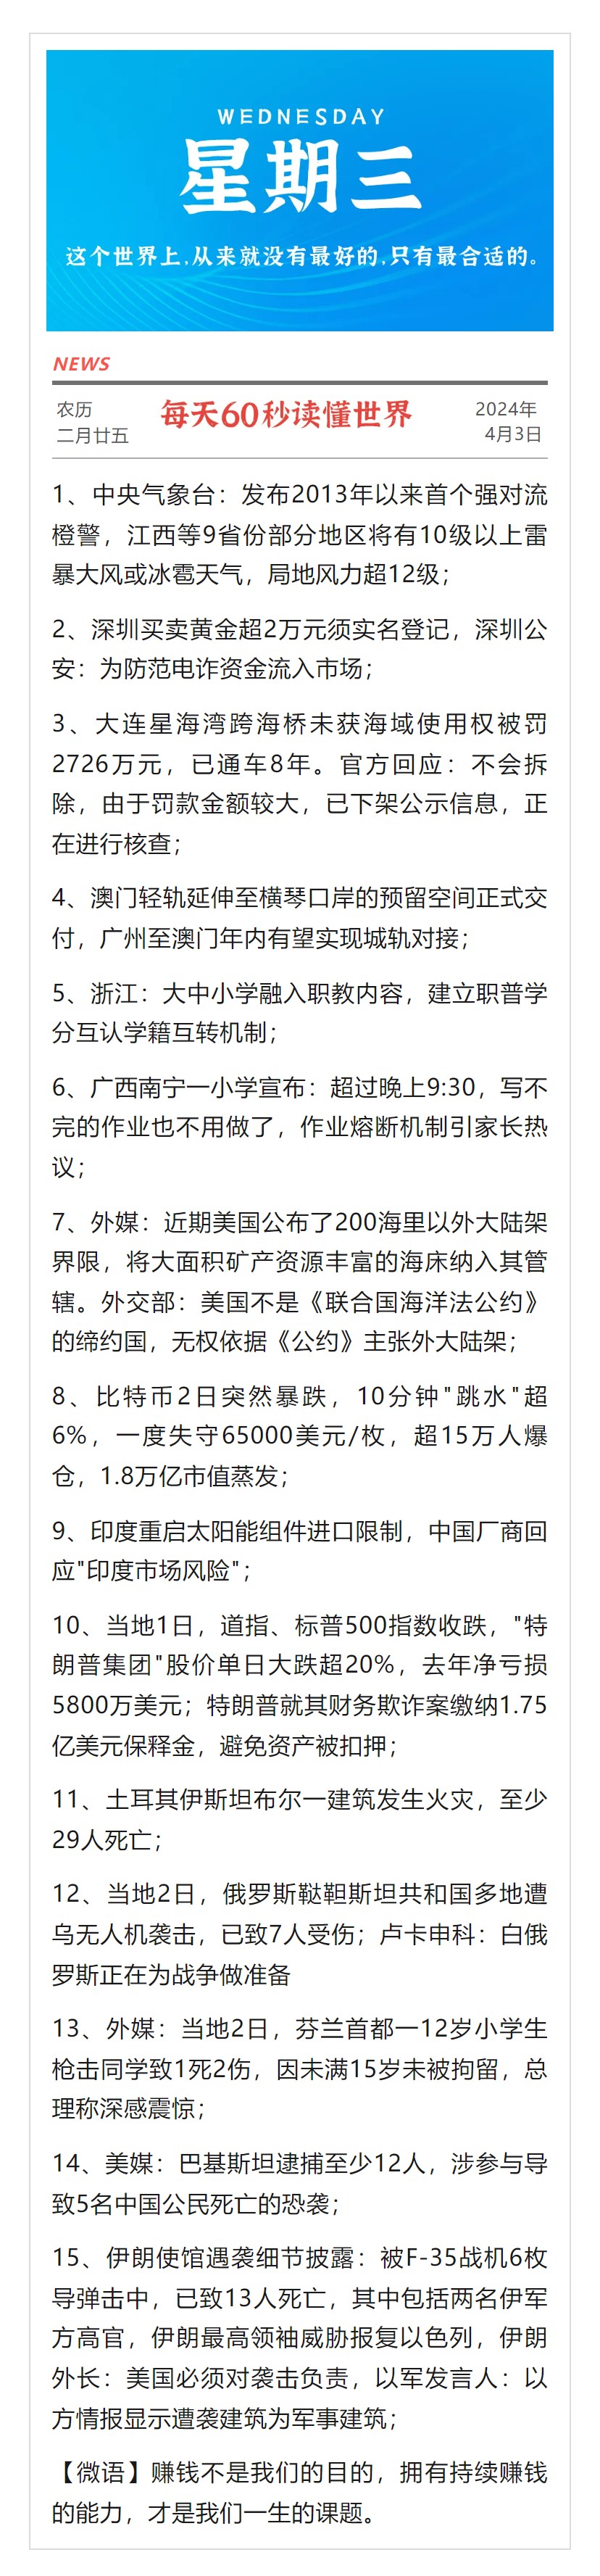 WEDNESDAY
星期三
这个世界上,从来就没有最好的,只有最合适的。
NEWS
农历
二月廿五
每天60秒读懂世界
2024年
4月3日
1、中央气象台：发布2013年以来首个强对流
橙警，江西等9省份部分地区将有10级以上雷
暴大风或冰雹天气，局地风力超12级；
2、深圳买卖黄金超2万元须实名登记，深圳公
安：为防范电诈资金流入市场；
3、大连星海湾跨海桥未获海域使用权被罚
2726万元，已通车8年。官方回应：不会拆
除，由于罚款金额较大，已下架公示信息，正
在进行核查；
4、澳门轻轨延伸至横琴口岸的预留空间正式交
付，广州至澳门年内有望实现城轨对接；
5、浙江：大中小学融入职教内容，建立职普学
分互认学籍互转机制；
6、广西南宁一小学宣布：超过晚上9:30，写不
完的作业也不用做了，作业熔断机制引家长热
议；
7、外媒：近期美国公布了200海里以外大陆架
界限，将大面积矿产资源丰富的海床纳入其管
辖。外交部：美国不是《联合国海洋法公约》
的缔约国，无权依据《公约》主张外大陆架；
8、比特币2日突然暴跌，10分钟"跳水"超
6%，一度失守65000美元/枚，超15万人爆
仓，1.8万亿市值蒸发；
9、印度重启太阳能组件进口限制，中国厂商回
应"印度市场风险"；
10、当地1日，道指、标普500指数收跌，"特
朗普集团"股价单日大跌超20%，去年净亏损
5800万美元；特朗普就其财务欺诈案缴纳1.75
亿美元保释金，避免资产被扣押；
11、土耳其伊斯坦布尔一建筑发生火灾，至少
29人死亡；
12、当地2日，俄罗斯鞑靼斯坦共和国多地遭
乌无人机袭击，已致7人受伤；卢卡申科：白俄
罗斯正在为战争做准备
13、外媒：当地2日，芬兰首都一12岁小学生
枪击同学致1死2伤，因未满15岁未被拘留，总
理称深感震惊；
14、美媒：巴基斯坦逮捕至少12人，涉参与导
致5名中国公民死亡的恐袭；
15、伊朗使馆遇袭细节披露：被F-35战机6枚
导弹击中，已致13人死亡，其中包括两名伊军
方高官，伊朗最高领袖威胁报复以色列，伊朗
外长：美国必须对袭击负责，以军发言人：以
方情报显示遭袭建筑为军事建筑；
【微语】赚钱不是我们的目的，拥有持续赚钱
的能力，才是我们一生的课题。